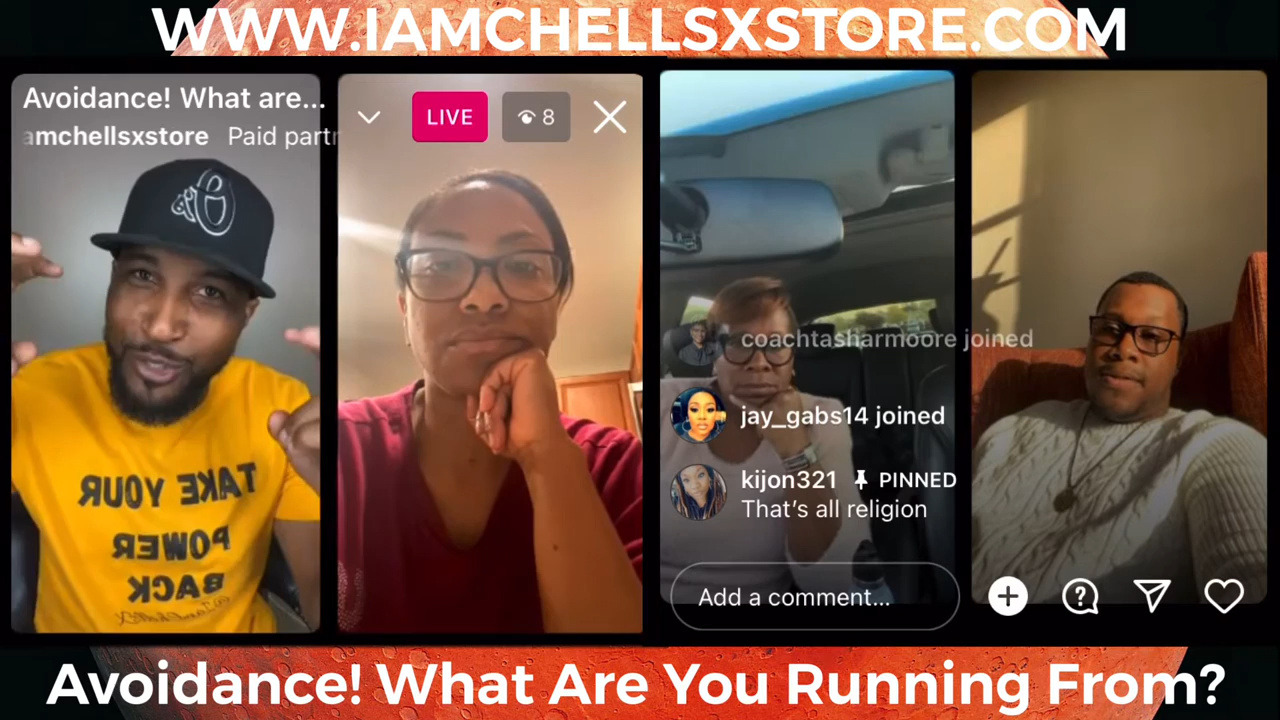 WWW.IAMCHELLSXSTORE.COM
Avoidance! What are...
amchellsxstore Paid partr
LIVE
8
coachtasharmoore joined
jay_gabs14 joined
kijon321 PINNED
That's all religion
Add a comment...
TAKE YOUR
POWER
BACK
Avoidance! What Are You Running From?